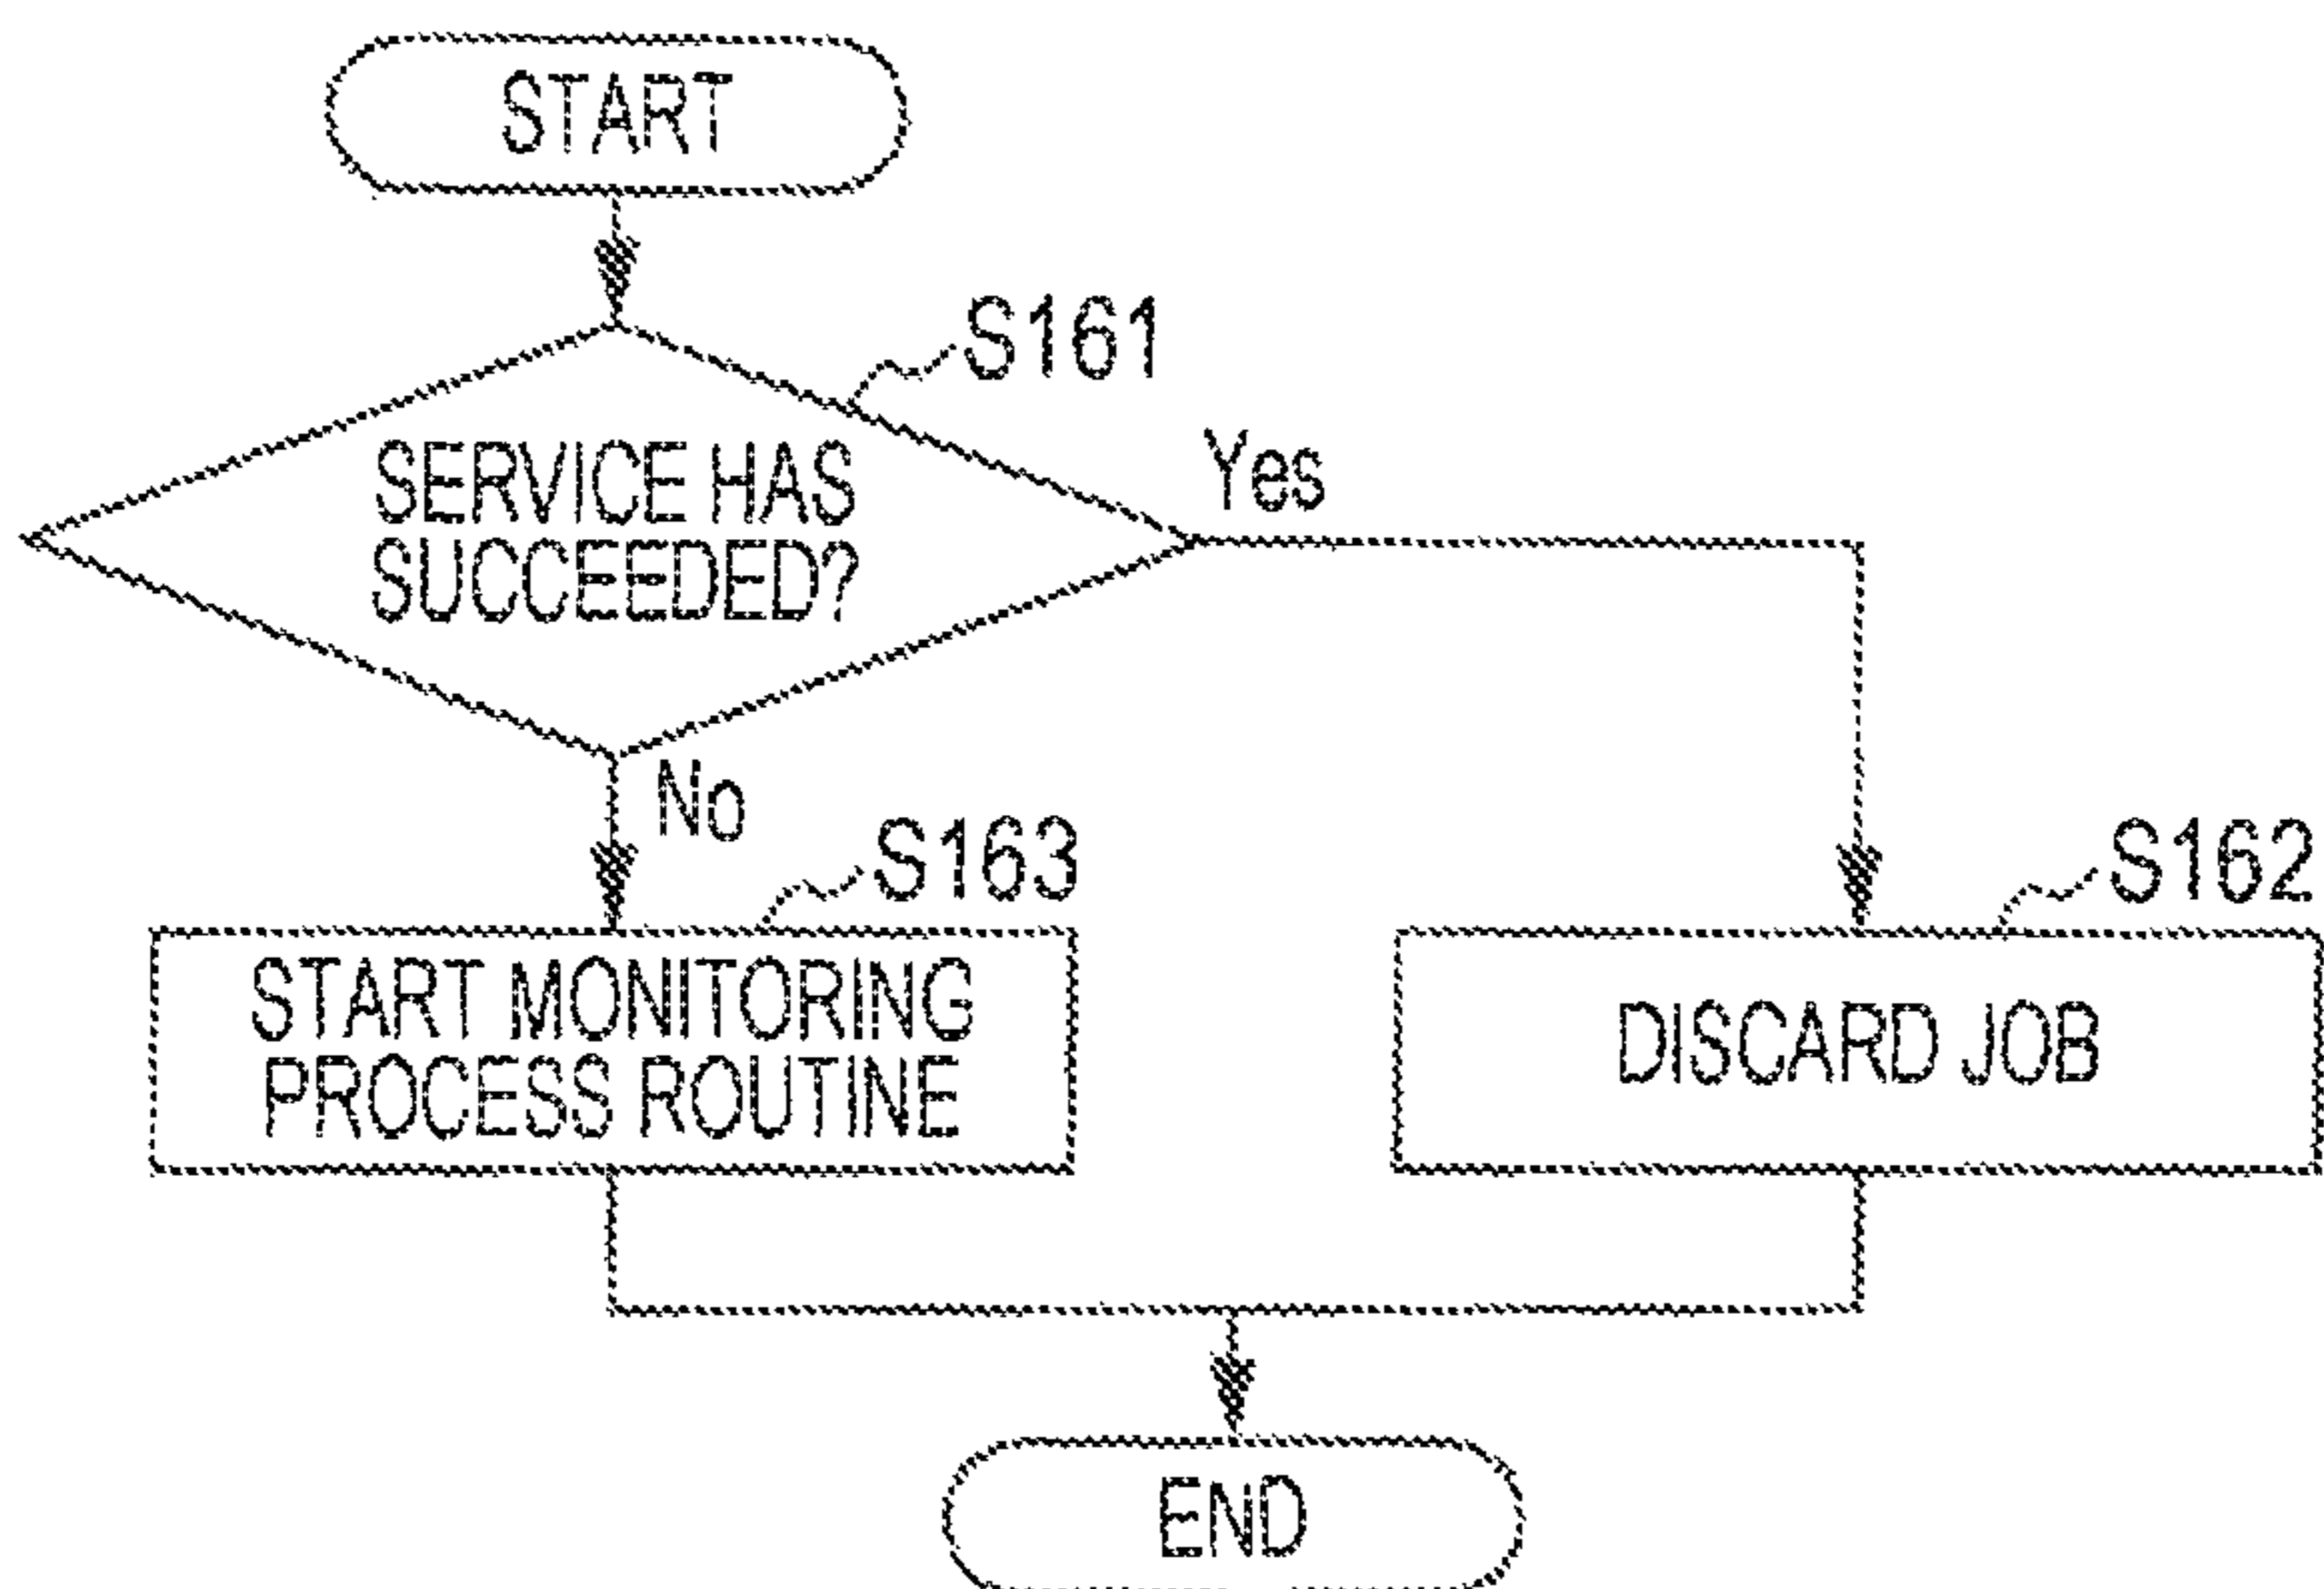 START
S161
SERVICE HAS
SUCCEEDED?
Yes
No
S163
S162
START MONITORING
PROCESS ROUTINE
DISCARD JOB
END